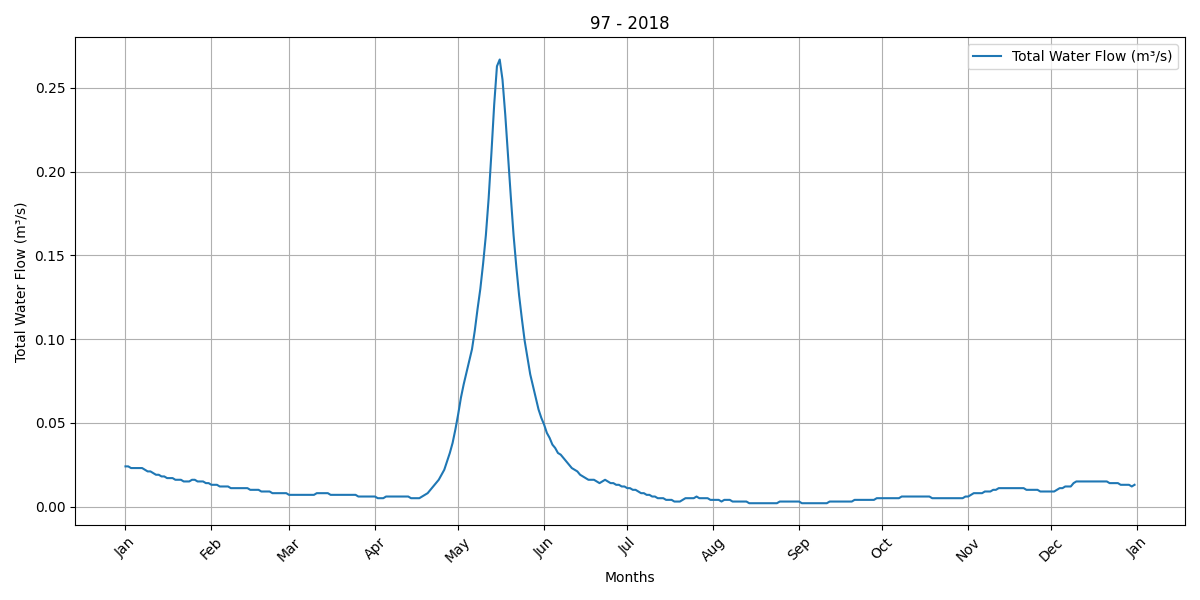 97 - 2018
Total Water Flow (m³/s)
Total Water Flow (m³/s)
0.25
0.20
0.15
0.10
0.05
0.00
Jan
Feb
Mar
Apr
May
Jun
Jul
Aug
Sep
Oct
Nov
Dec
Jan
Months